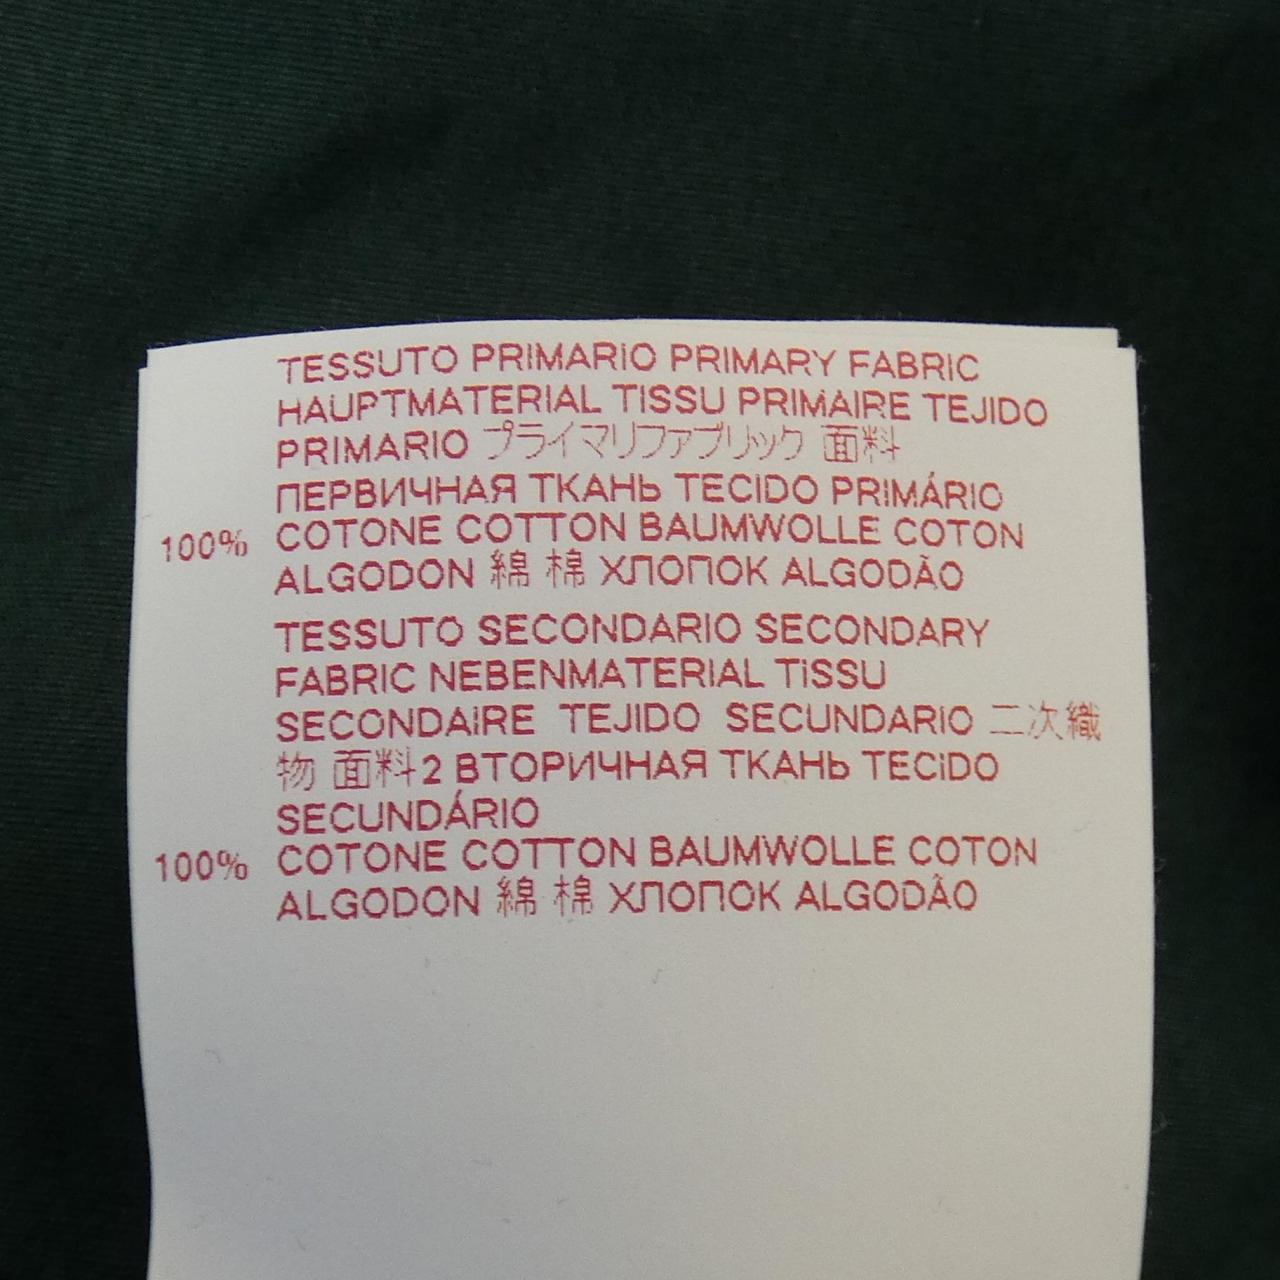 TESSUTO PRIMARIO PRIMARY FABRIC
HAUPTMATERIAL TISSU PRIMAIRE TEJIDO
PRIMARIO プライマリファブリック 面料
ПЕРВИЧНАЯ ТКАНЬ TECIDO PRIMÁRIO
100% COTONE COTTON BAUMWOLLE COTON
ALGODON 綿 棉 ХЛОПОК ALGODÃO
TESSUTO SECONDARIO SECONDARY
FABRIC NEBENMATERIAL TISSU
SECONDAIRE TEJIDO SECUNDARIO 二次織
物 面料2 ВТОРИЧНАЯ ТКАНЬ TECIDO
SECUNDÁRIO
100% COTONE COTTON BAUMWOLLE COTON
ALGODON 綿 棉 ХЛОПОК ALGODÃO